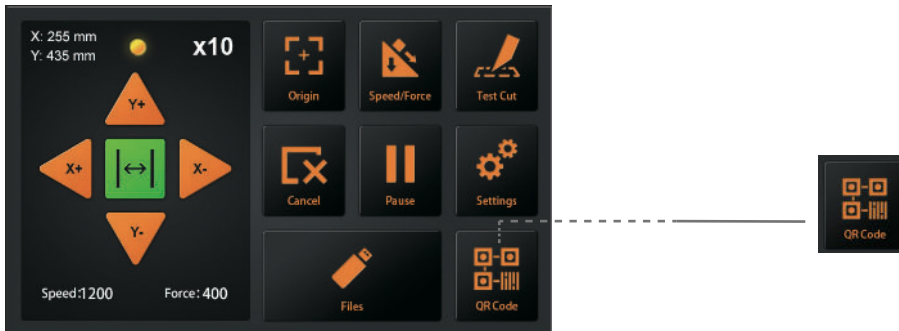 X: 255 mm
Y: 435 mm
x10
Y+
X+
X-
Y-
Speed:1200
Force: 400
Origin
Speed/Force
Test Cut
Cancel
Pause
Settings
Files
QR Code
QR Code